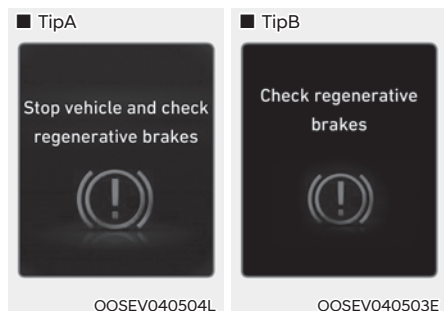 ■ TipA
Stop vehicle and check
regenerative brakes
OOSEV040504L
■ TipB
Check regenerative
brakes
OOSEV040503E